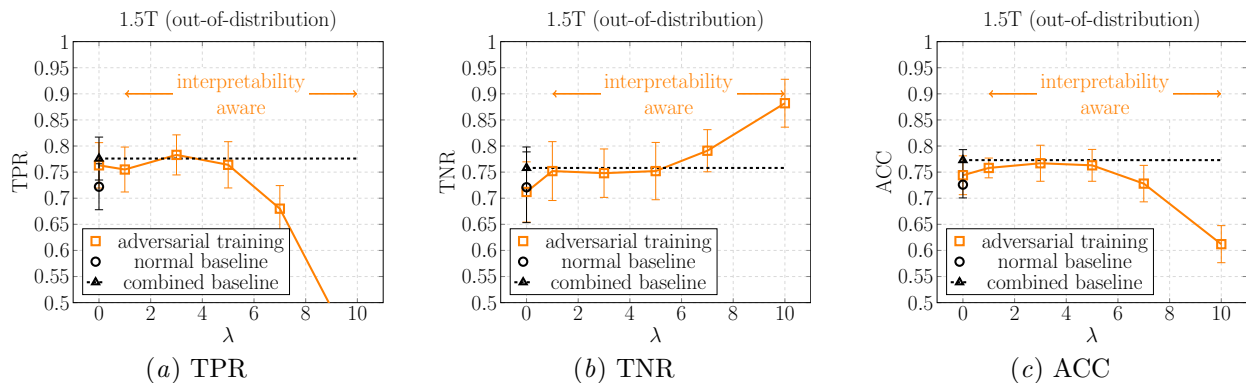 1.5T (out-of-distribution)
1
0.95
0.9
0.85
0.8
0.75
0.7
0.65
0.6
0.55
0.5
TPR
interpretability
aware
adversarial training
normal baseline
combined baseline
0 2 4 6 8 10
λ
(a) TPR
1.5T (out-of-distribution)
1
0.95
0.9
0.85
0.8
0.75
0.7
0.65
0.6
0.55
0.5
TNR
interpretability
aware
adversarial training
normal baseline
combined baseline
0 2 4 6 8 10
λ
(b) TNR
1.5T (out-of-distribution)
1
0.95
0.9
0.85
0.8
0.75
0.7
0.65
0.6
0.55
0.5
ACC
interpretability
aware
adversarial training
normal baseline
combined baseline
0 2 4 6 8 10
λ
(c) ACC